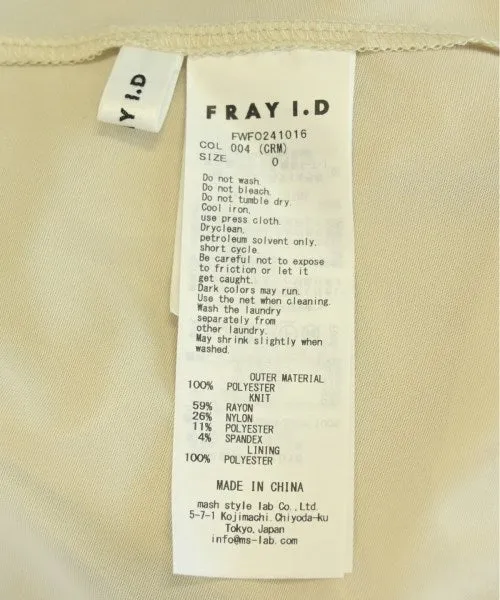 FRAY I.D
FRAY I.D
FWFO241016
COL 004 (CRM)
SIZE 0
Do not wash.
Do not bleach.
Do not tumble dry.
Cool iron.
use press cloth.
Dryclean.
petroleum solvent only.
short cycle.
Be careful not to expose
to friction or let it
get caught.
Dark colors may run.
Use the net when cleaning.
Wash the laundry
separately from
other laundry.
May shrink slightly when
washed.
OUTER MATERIAL
100% POLYESTER
KNIT
59% RAYON
26% NYLON
11% POLYESTER
4% SPANDEX
LINING
100% POLYESTER
MADE IN CHINA
mash style lab Co.,Ltd.
5-7-1 Kojimachi.Chiyoda-ku
Tokyo,Japan
info@ms-lab.com